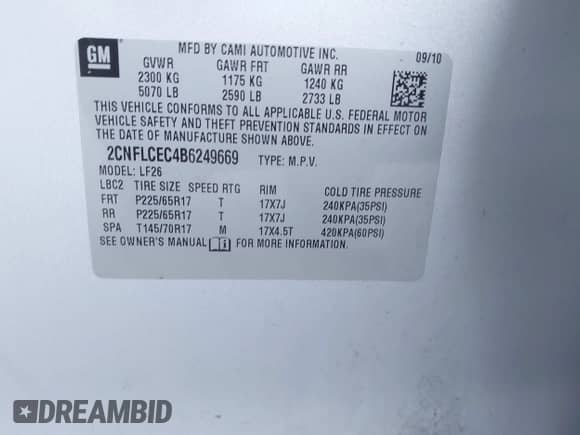 GM
MFD BY CAMI AUTOMOTIVE INC. 09/10
GVWR GAWR FRT GAWR RR
2300 KG 1175 KG 1240 KG
5070 LB 2590 LB 2733 LB
THIS VEHICLE CONFORMS TO ALL APPLICABLE U.S. FEDERAL MOTOR
VEHICLE SAFETY AND THEFT PREVENTION STANDARDS IN EFFECT ON
THE DATE OF MANUFACTURE SHOWN ABOVE.
2CNFLCEC4B6249669 TYPE: M.P.V.
MODEL: LF26
LBC2 TIRE SIZE SPEED RTG RIM COLD TIRE PRESSURE
FRT P225/65R17 T 17X7J 240KPA(35PSI)
RR P225/65R17 T 17X7J 240KPA(35PSI)
SPA T145/70R17 M 17X4.5T 420KPA(60PSI)
SEE OWNER'S MANUAL FOR MORE INFORMATION.
DREAMBID